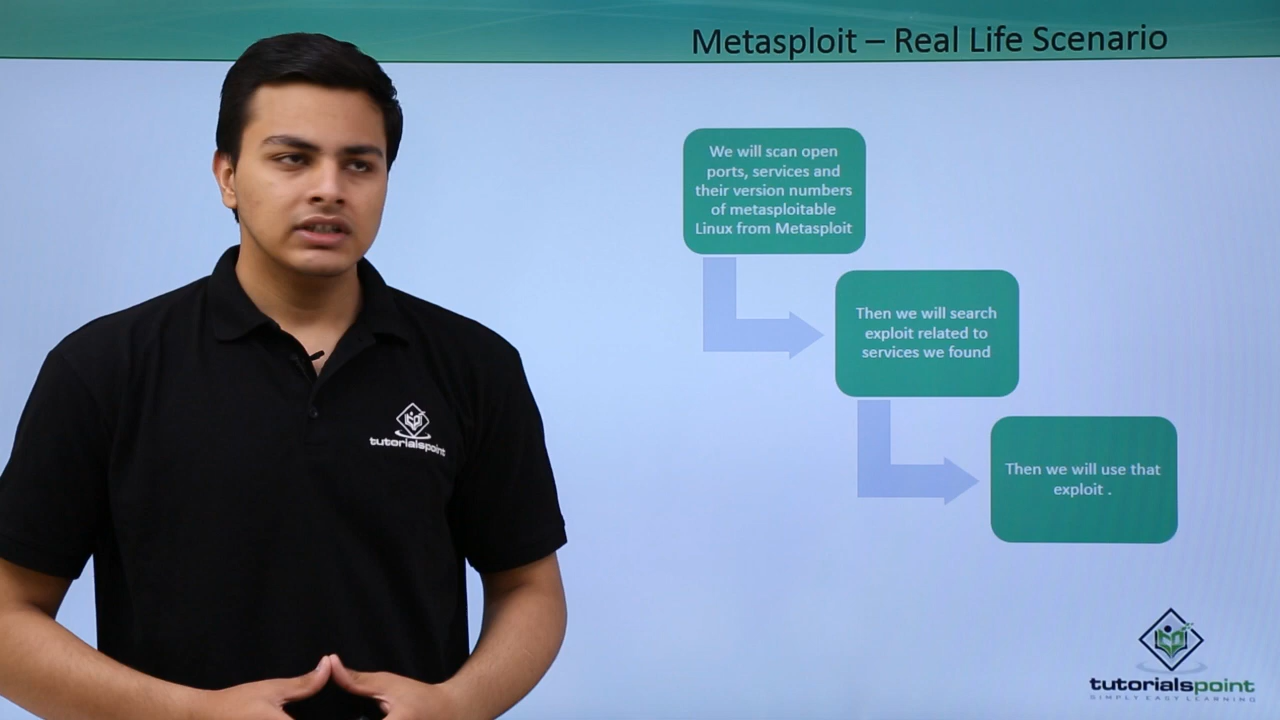 Metasploit – Real Life Scenario
We will scan open
ports, services and
their version numbers
of metasploitable
Linux from Metasploit
Then we will search
exploit related to
services we found
Then we will use that
exploit .
tutorialspoint
tutorialspoint
SIMPLY EASY LEARNING